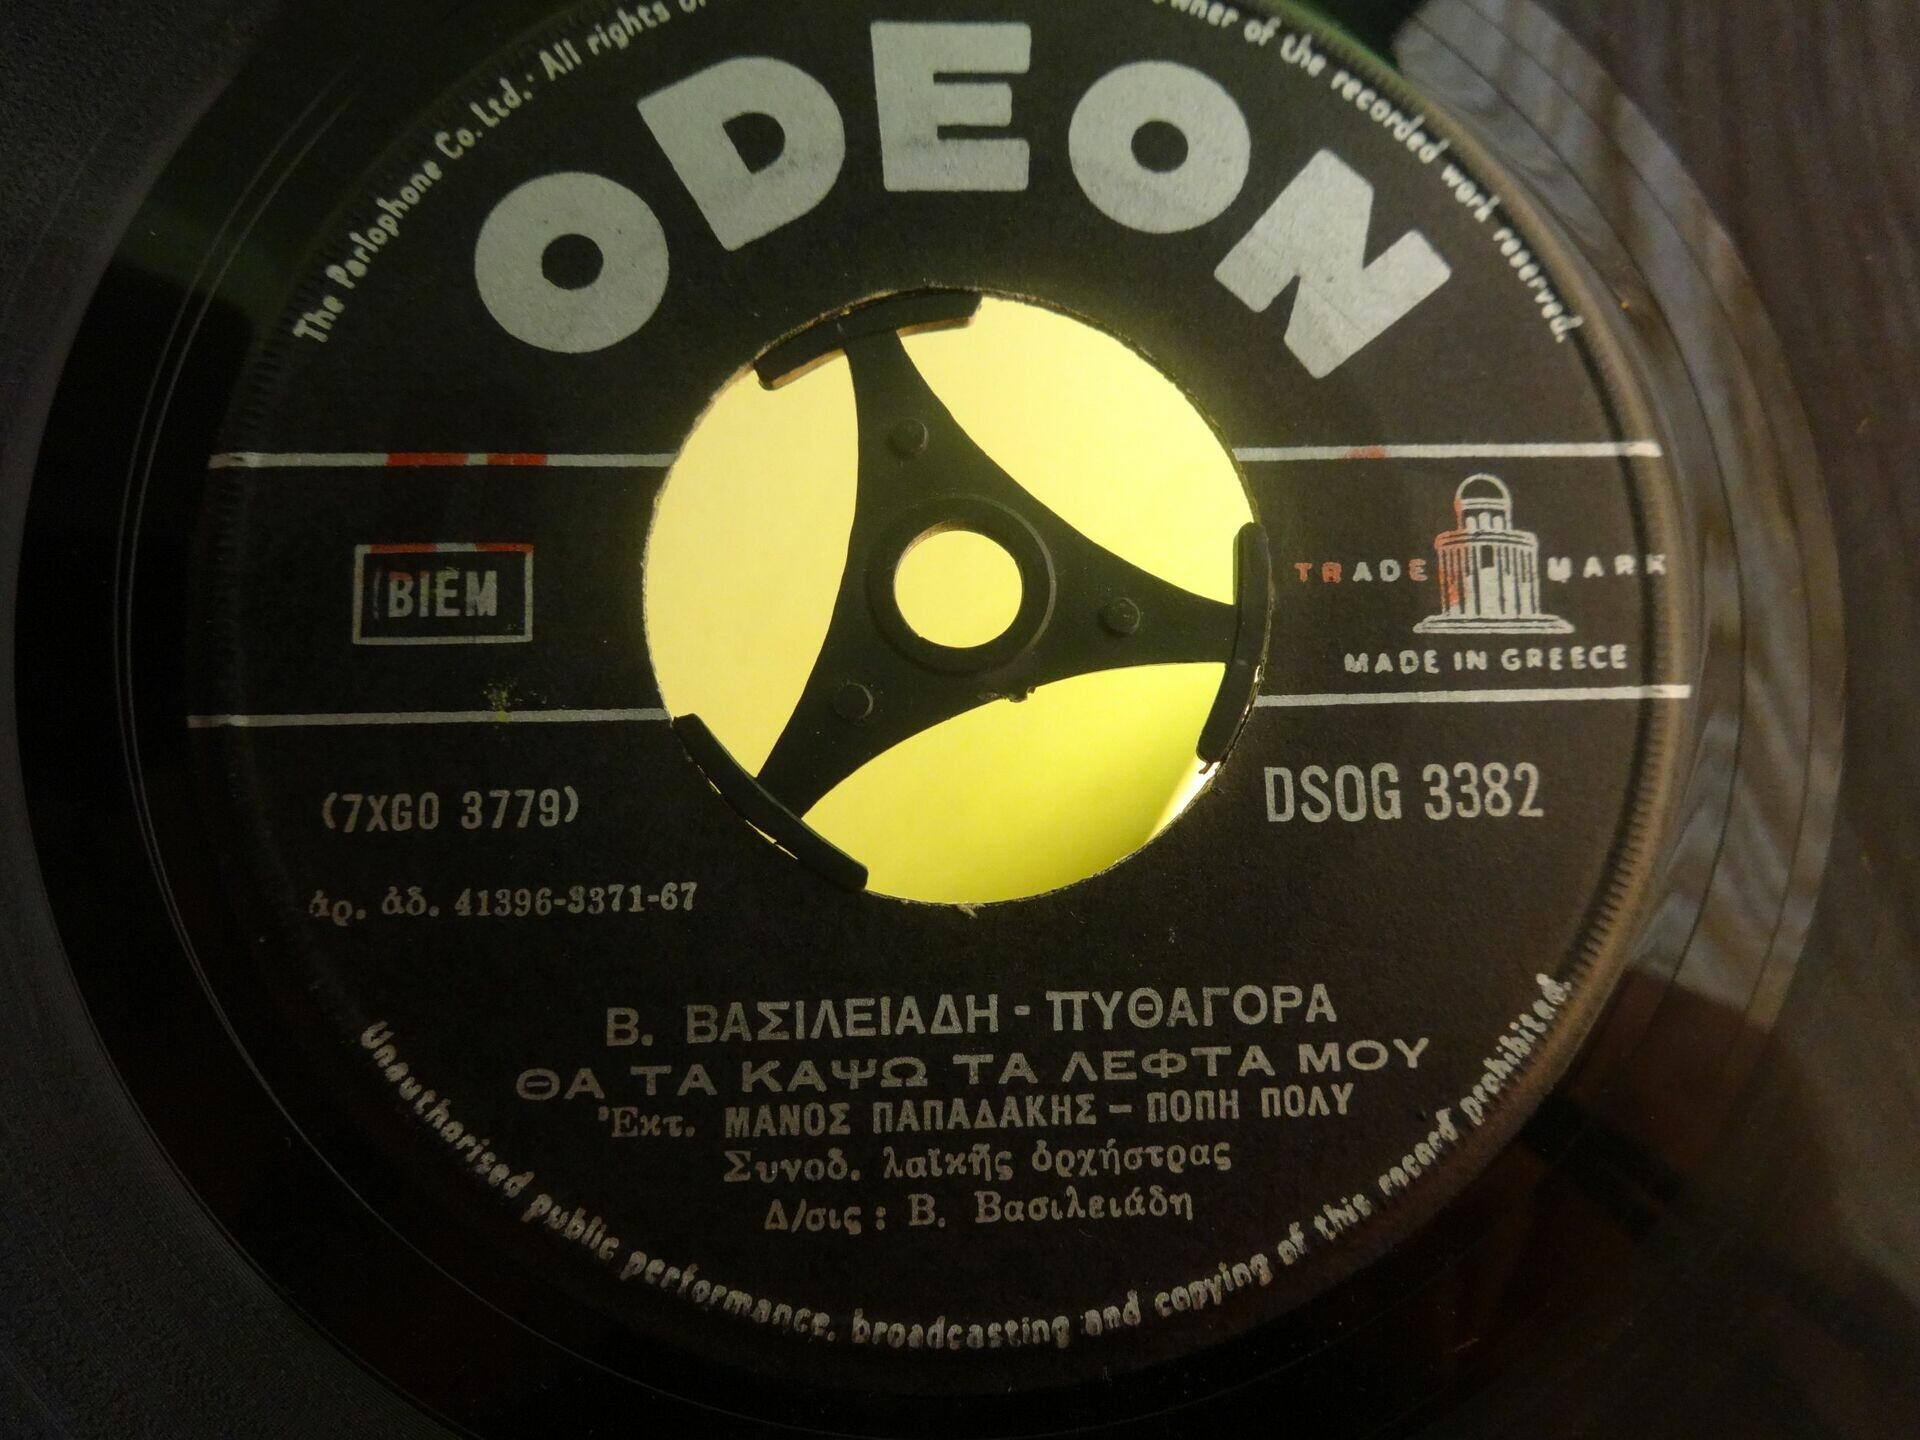 The Parlophone Co. Ltd. · All rights o
owner of the recorded work reserved.
ODEON
BIEM
TRADE MARK
MADE IN GREECE
(7XGO 3779)
DSOG 3382
ἀρ. ἀδ. 41396-3371-67
Β. ΒΑΣΙΛΕΙΑΔΗ - ΠΥΘΑΓΟΡΑ
ΘΑ ΤΑ ΚΑΨΩ ΤΑ ΛΕΦΤΑ ΜΟΥ
Ἐκτ. ΜΑΝΟΣ ΠΑΠΑΔΑΚΗΣ - ΠΟΠΗ ΠΟΛΥ
Συνοδ. λαϊκῆς ὀρχήστρας
Δ/σις : Β. Βασιλειάδη
Unauthorised public performance, broadcasting and copying of this record prohibited.